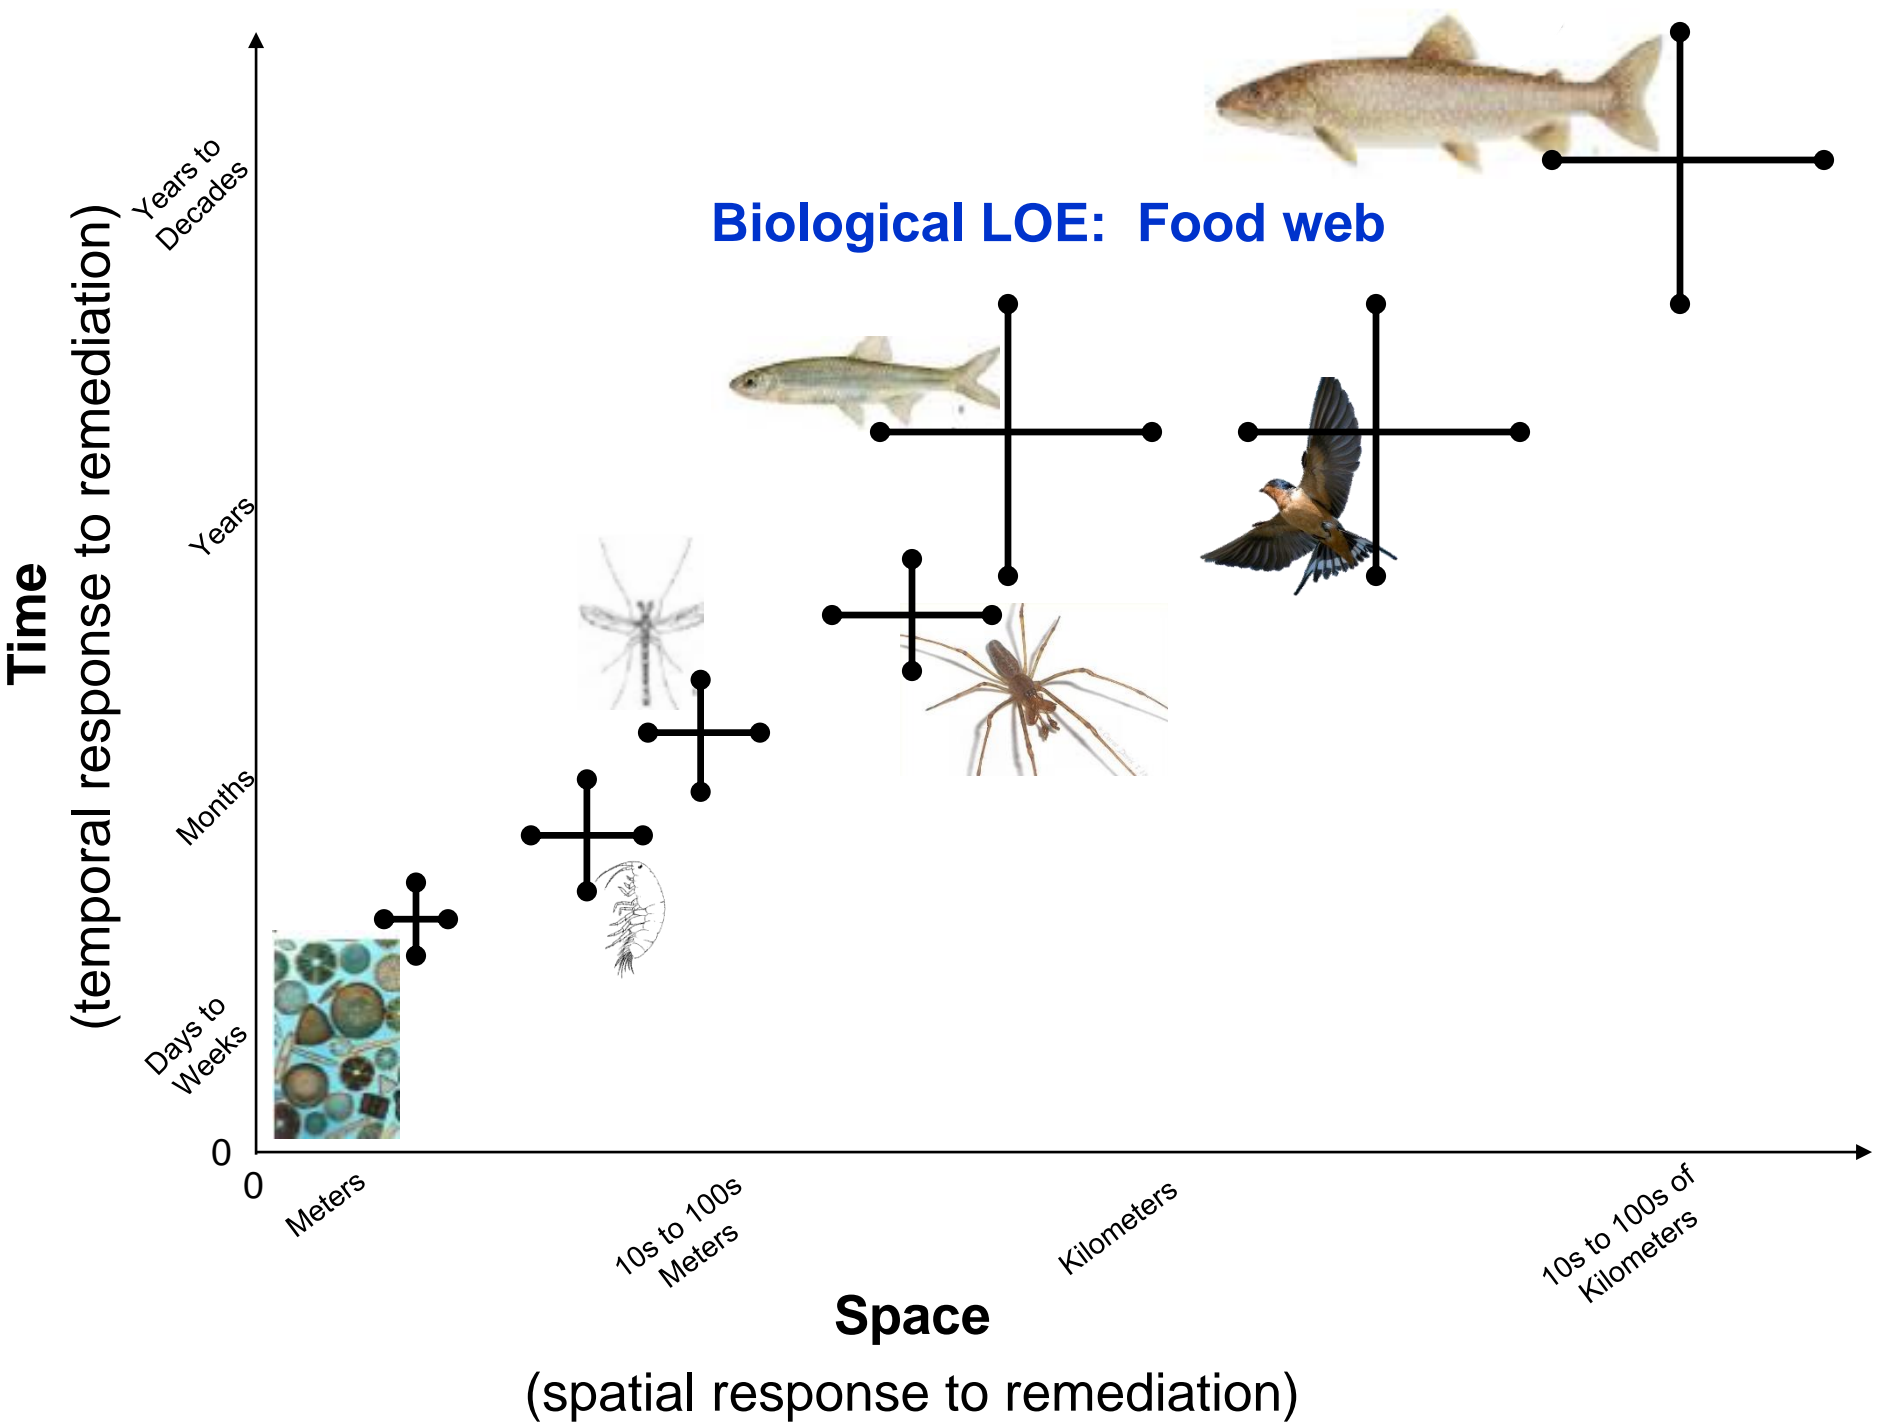 Biological LOE: Food web
Time
(temporal response to remediation)
Years to
Decades
Years
Months
Days to
Weeks
0
0
Meters
10s to 100s
Meters
Kilometers
10s to 100s of
Kilometers
Space
(spatial response to remediation)